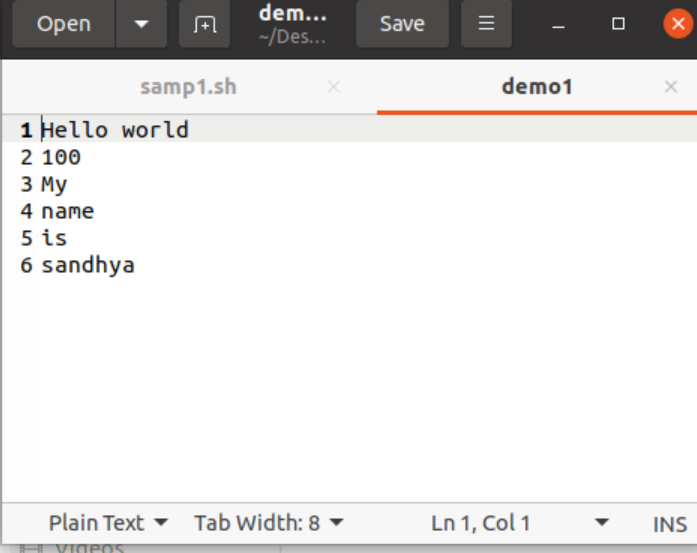 Open
dem...
~/Des...
Save
samp1.sh
demo1
1 Hello world
2 100
3 My
4 name
5 is
6 sandhya
Plain Text Tab Width: 8 Ln 1, Col 1 INS
Videos